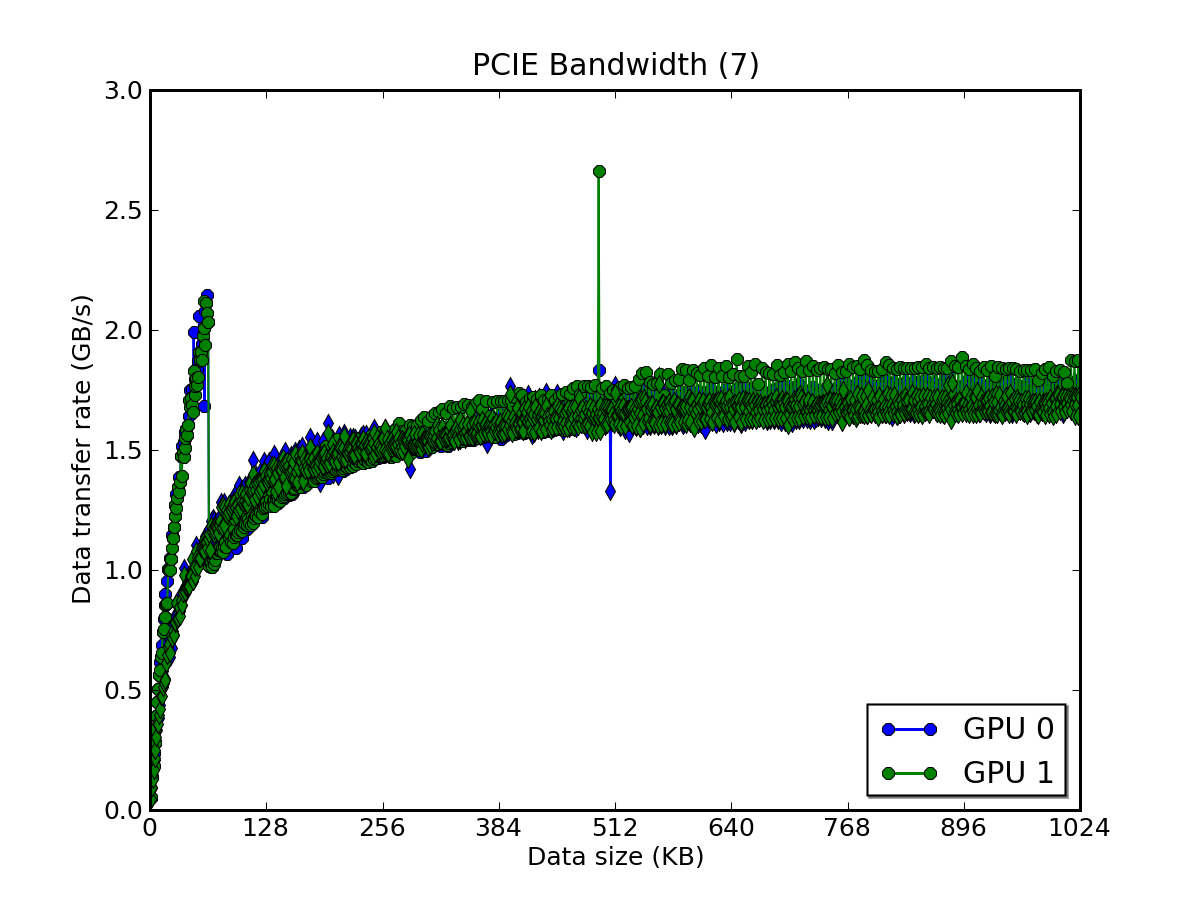 PCIE Bandwidth (7)
3.0
2.5
2.0
1.5
1.0
0.5
0.0
Data transfer rate (GB/s)
GPU 0
GPU 1
0 128 256 384 512 640 768 896 1024
Data size (KB)